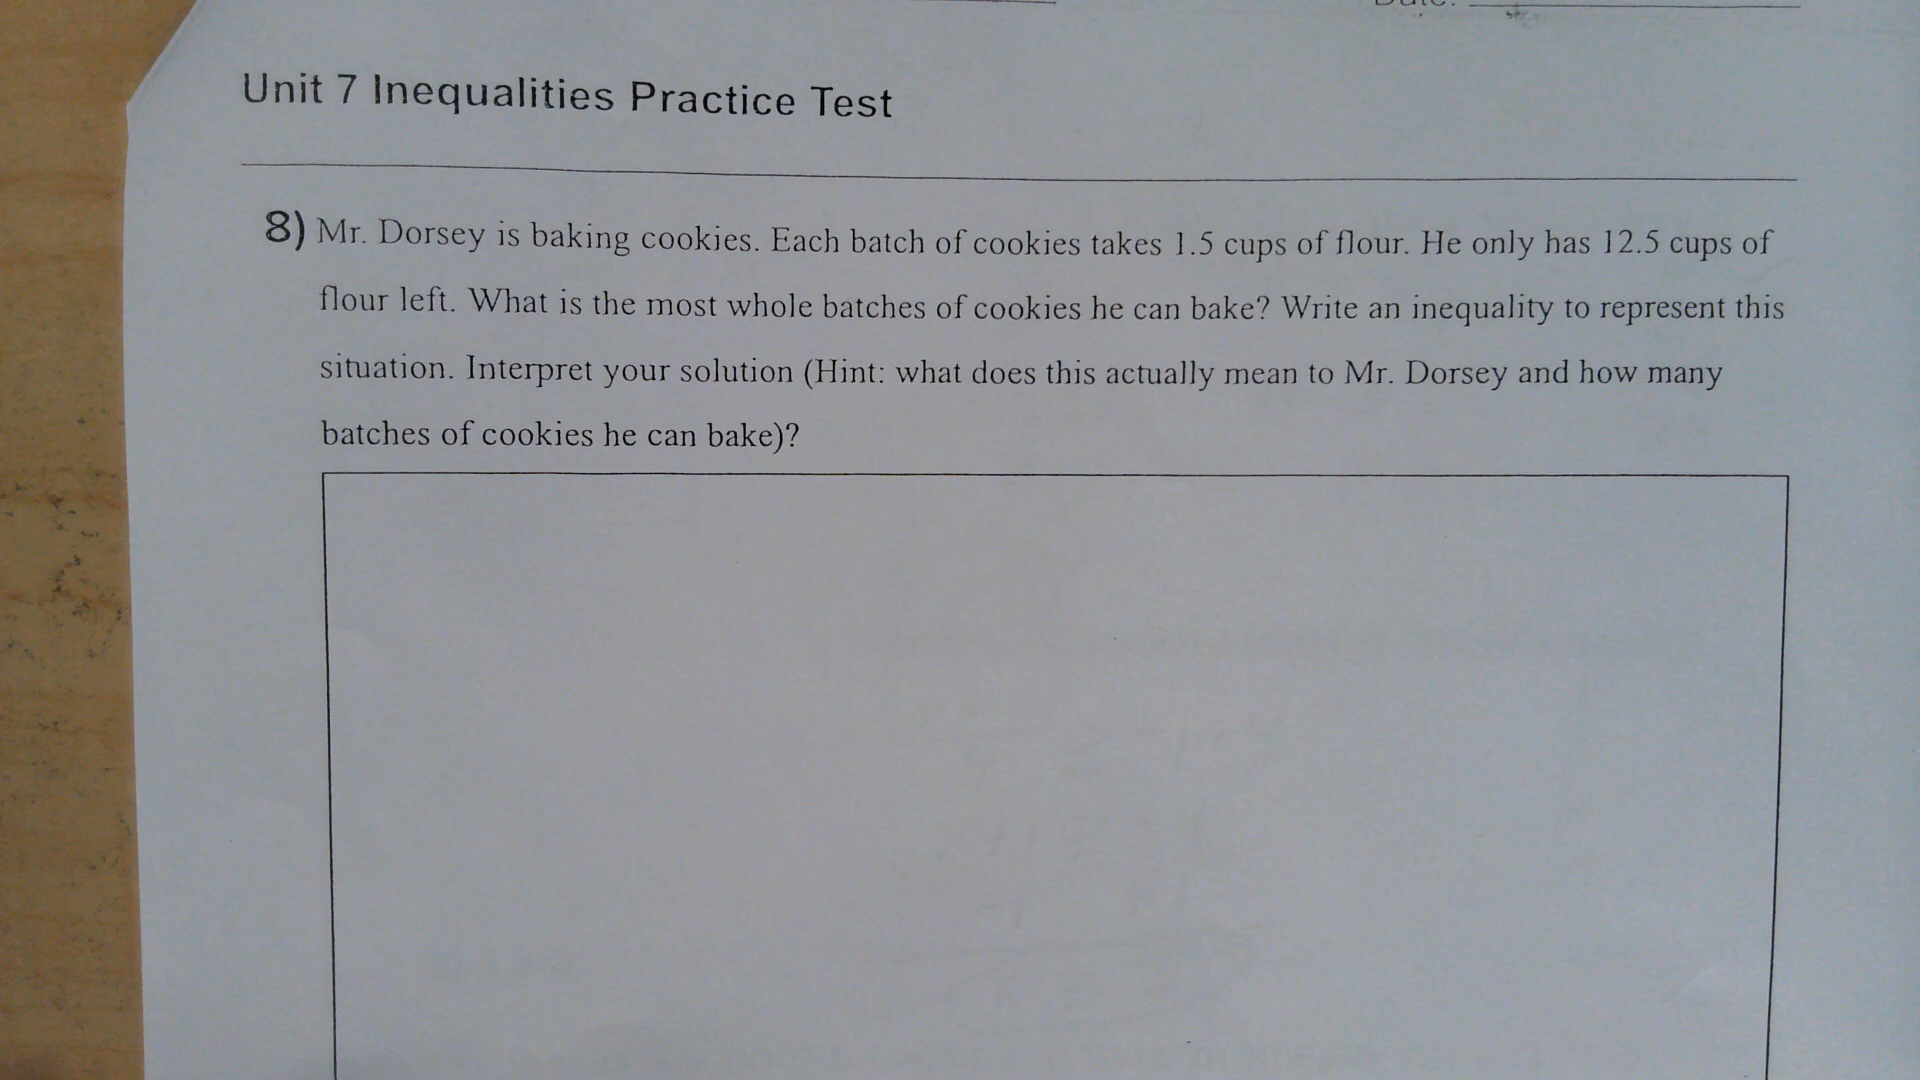 Unit 7 Inequalities Practice Test
8) Mr. Dorsey is baking cookies. Each batch of cookies takes 1.5 cups of flour. He only has 12.5 cups of
flour left. What is the most whole batches of cookies he can bake? Write an inequality to represent this
situation. Interpret your solution (Hint: what does this actually mean to Mr. Dorsey and how many
batches of cookies he can bake)?